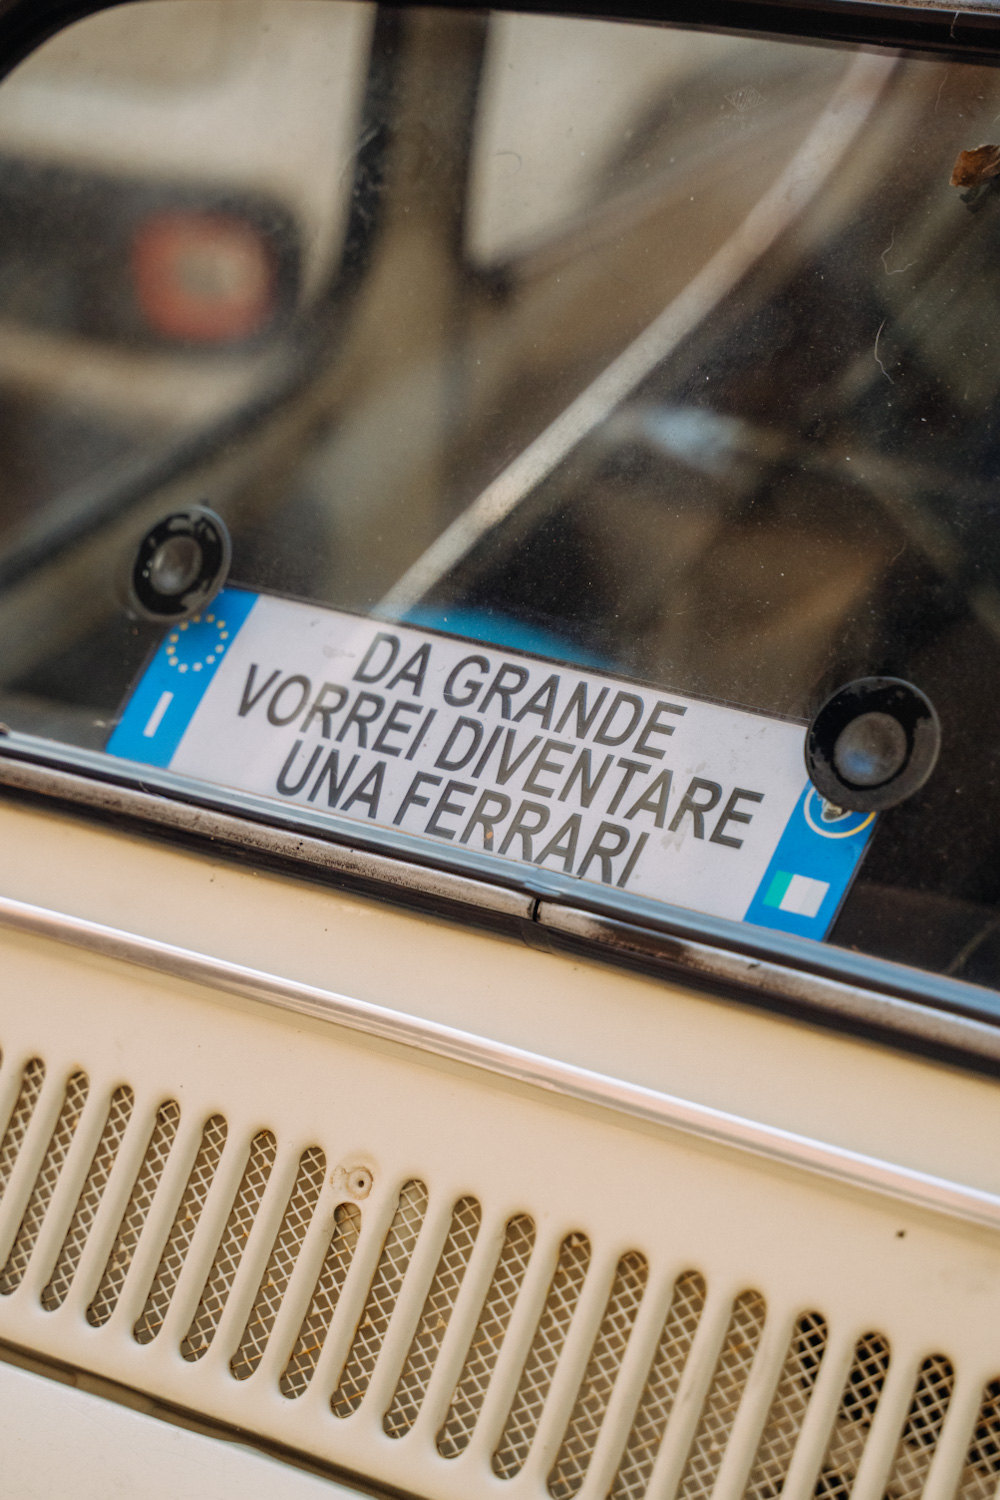 DA GRANDE
VORREI DIVENTARE
UNA FERRARI
I